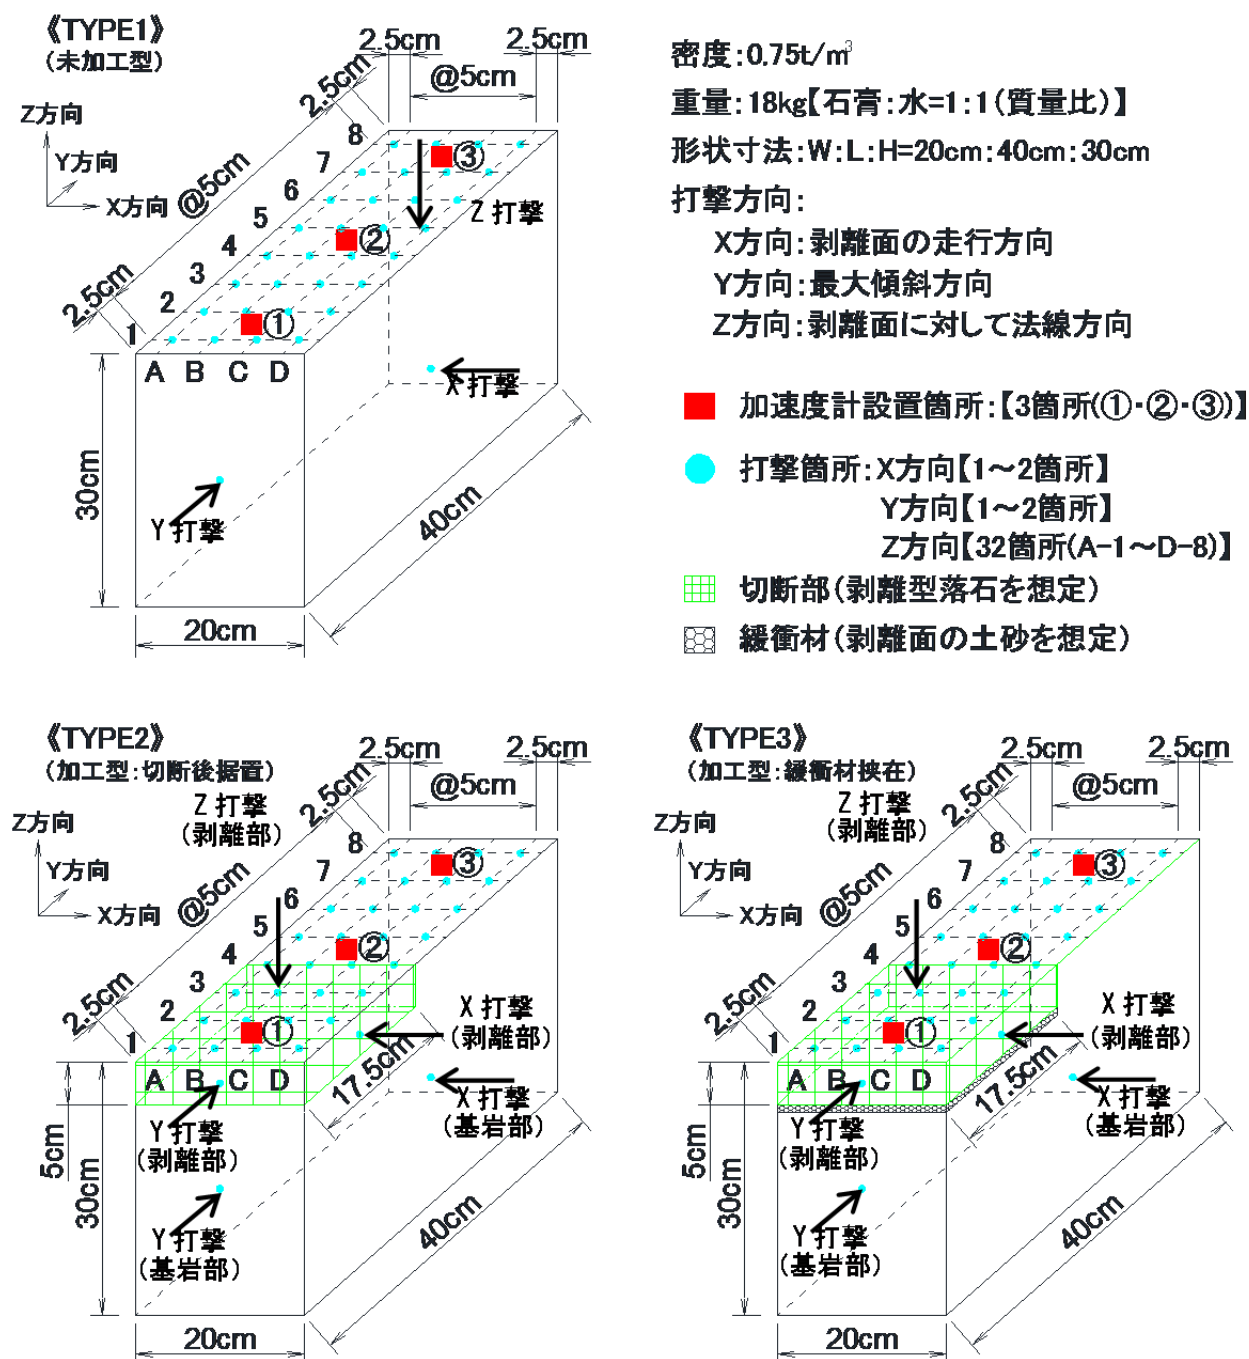 《TYPE1》
(未加工型)
Z方向
Y方向
X方向
2.5cm
2.5cm
@5cm
2.5cm
@5cm
2.5cm
8
7
6
5
4
3
2
1
③
②
①
Z 打撃
A B C D
X 打撃
Y 打撃
30cm
40cm
20cm
密度:0.75t/m³
重量:18kg【石膏:水=1:1(質量比)】
形状寸法:W:L:H=20cm:40cm:30cm
打撃方向:
X方向:剥離面の走行方向
Y方向:最大傾斜方向
Z方向:剥離面に対して法線方向
加速度計設置箇所:【3箇所(①・②・③)】
打撃箇所:X方向【1～2箇所】
Y方向【1～2箇所】
Z方向【32箇所(A-1～D-8)】
切断部(剥離型落石を想定)
緩衝材(剥離面の土砂を想定)
《TYPE2》
(加工型:切断後据置)
Z 打撃
(剥離部)
Z方向
Y方向
X方向
2.5cm
2.5cm
@5cm
2.5cm
@5cm
2.5cm
8
7
6
5
4
3
2
1
③
②
①
A B C D
X 打撃
(剥離部)
17.5cm
X 打撃
(基岩部)
Y 打撃
(剥離部)
Y 打撃
(基岩部)
5cm
30cm
40cm
20cm
《TYPE3》
(加工型:緩衝材挟在)
Z 打撃
(剥離部)
Z方向
Y方向
X方向
2.5cm
2.5cm
@5cm
2.5cm
@5cm
2.5cm
8
7
6
5
4
3
2
1
③
②
①
A B C D
X 打撃
(剥離部)
17.5cm
X 打撃
(基岩部)
Y 打撃
(剥離部)
Y 打撃
(基岩部)
5cm
30cm
40cm
20cm